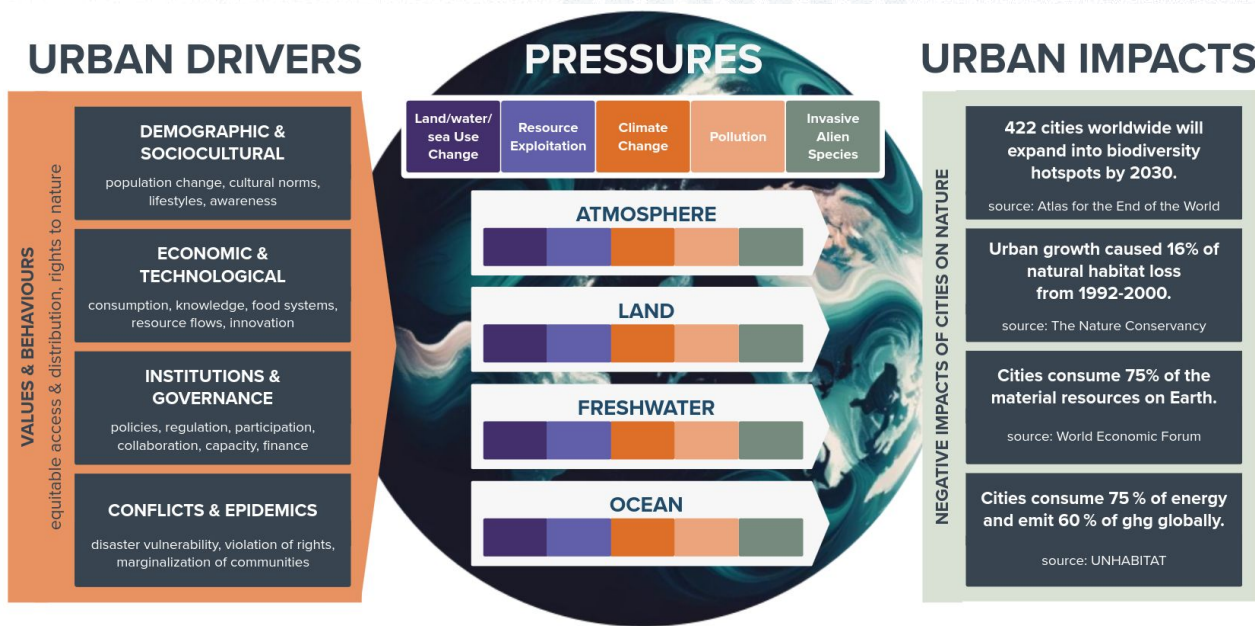 URBAN DRIVERS
VALUES & BEHAVIOURS
equitable access & distribution, rights to nature
DEMOGRAPHIC &
SOCIOCULTURAL
population change, cultural norms,
lifestyles, awareness
ECONOMIC &
TECHNOLOGICAL
consumption, knowledge, food systems,
resource flows, innovation
INSTITUTIONS &
GOVERNANCE
policies, regulation, participation,
collaboration, capacity, finance
CONFLICTS & EPIDEMICS
disaster vulnerability, violation of rights,
marginalization of communities
PRESSURES
Land/water/
sea Use
Change
Resource
Exploitation
Climate
Change
Pollution
Invasive
Alien
Species
ATMOSPHERE
LAND
FRESHWATER
OCEAN
URBAN IMPACTS
NEGATIVE IMPACTS OF CITIES ON NATURE
422 cities worldwide will
expand into biodiversity
hotspots by 2030.
source: Atlas for the End of the World
Urban growth caused 16% of
natural habitat loss
from 1992-2000.
source: The Nature Conservancy
Cities consume 75% of the
material resources on Earth.
source: World Economic Forum
Cities consume 75 % of energy
and emit 60 % of ghg globally.
source: UNHABITAT